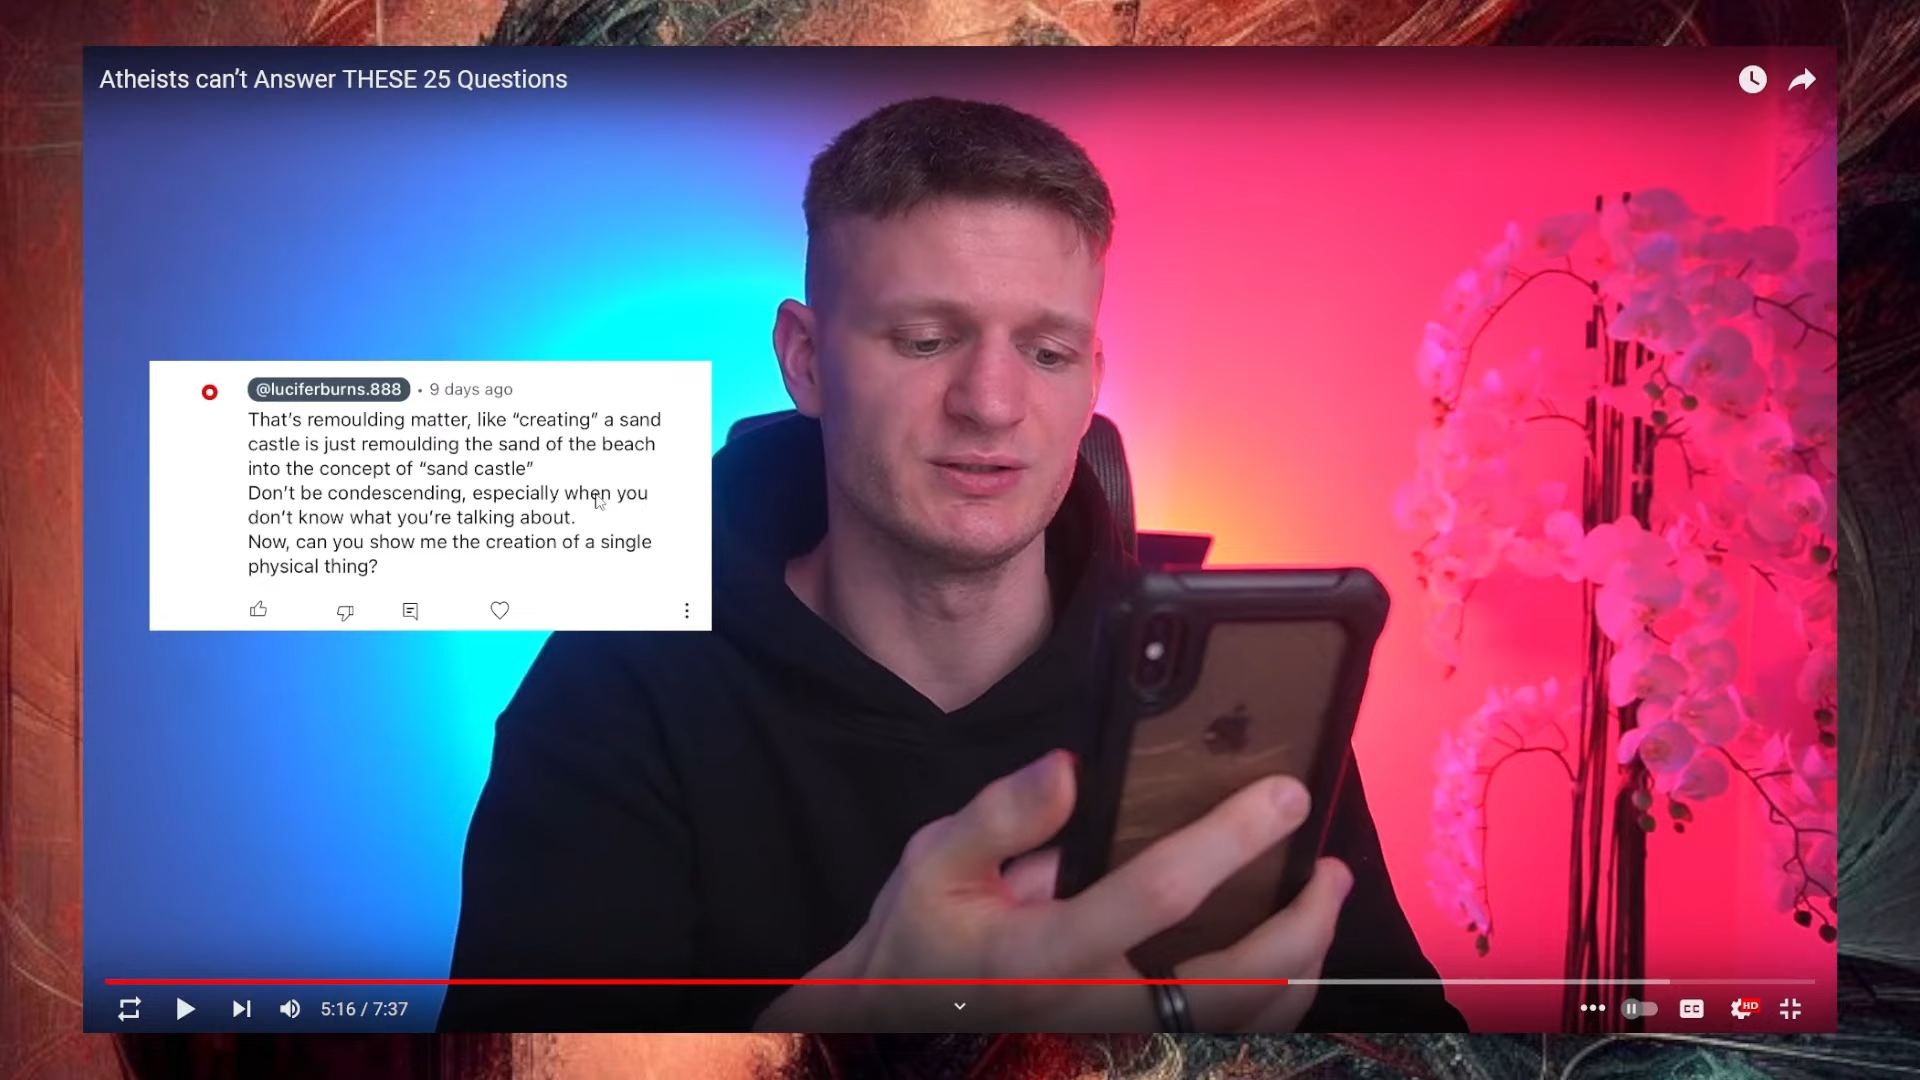 Atheists can’t Answer THESE 25 Questions
@luciferburns.888 · 9 days ago
That’s remoulding matter, like “creating” a sand
castle is just remoulding the sand of the beach
into the concept of “sand castle”
Don’t be condescending, especially when you
don’t know what you’re talking about.
Now, can you show me the creation of a single
physical thing?
5:16 / 7:37
CC
HD